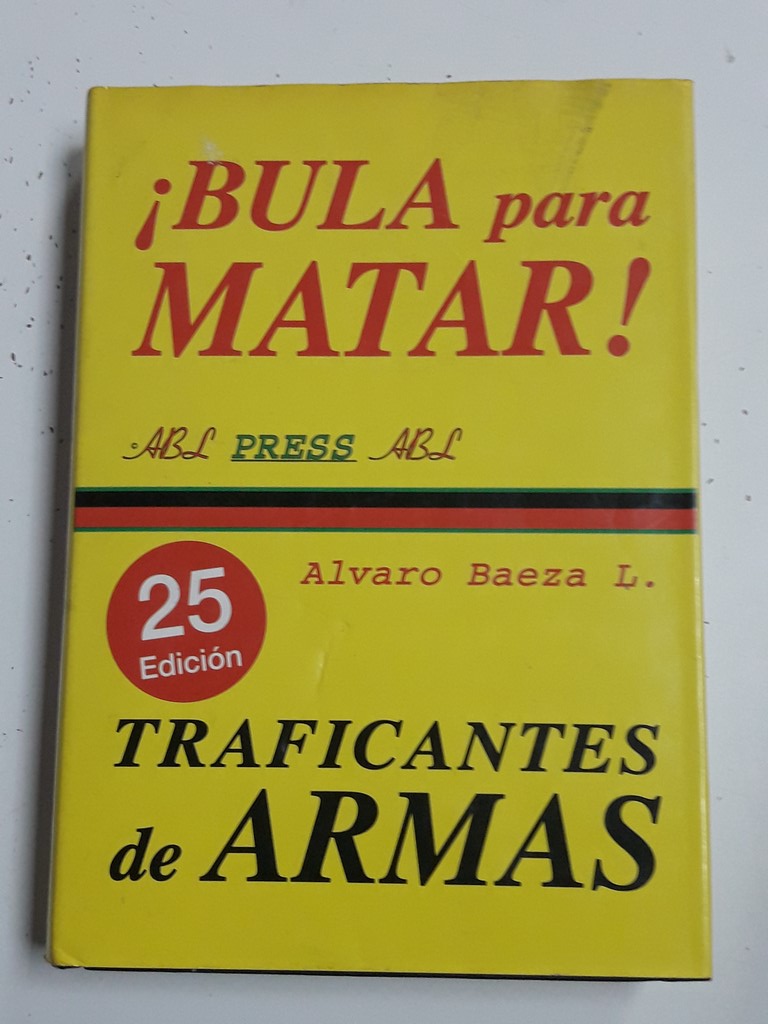 ¡BULA para
MATAR!
ABL PRESS ABL
Alvaro Baeza L.
25
Edición
TRAFICANTES
de ARMAS